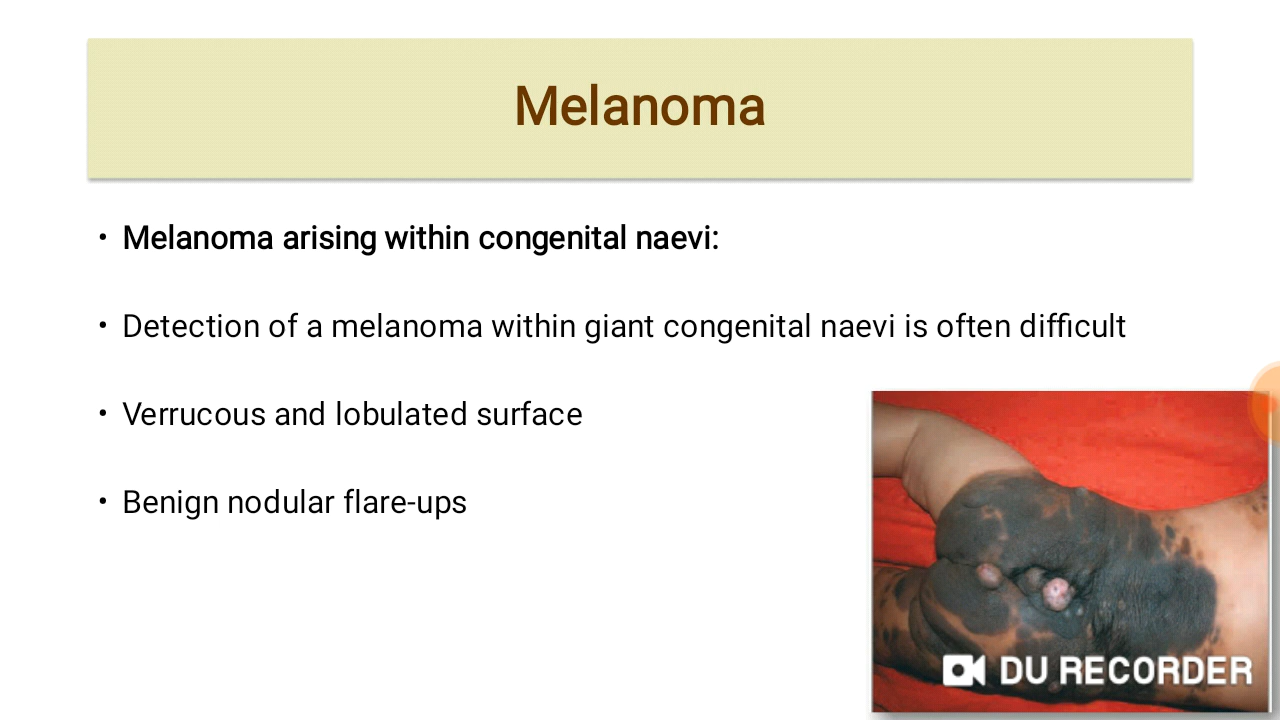 Melanoma
• Melanoma arising within congenital naevi:
• Detection of a melanoma within giant congenital naevi is often difficult
• Verrucous and lobulated surface
• Benign nodular flare-ups
DU RECORDER